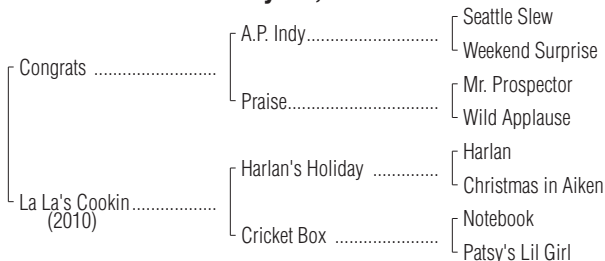 Seattle Slew
A.P. Indy..............................
Weekend Surprise
Congrats ............................
Mr. Prospector
Praise..................................
Wild Applause
Harlan
Harlan's Holiday ...............
Christmas in Aiken
La La's Cookin...................
(2010)
Notebook
Cricket Box ........................
Patsy's Lil Girl